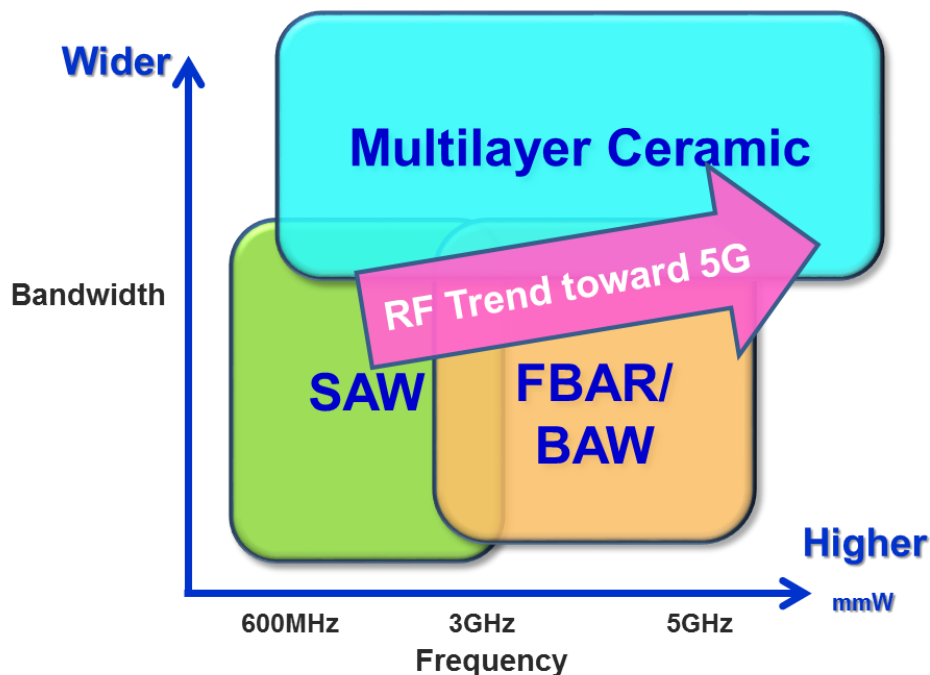 Wider
Multilayer Ceramic
RF Trend toward 5G
Bandwidth
SAW
FBAR/
BAW
Higher
mmW
600MHz
3GHz
5GHz
Frequency